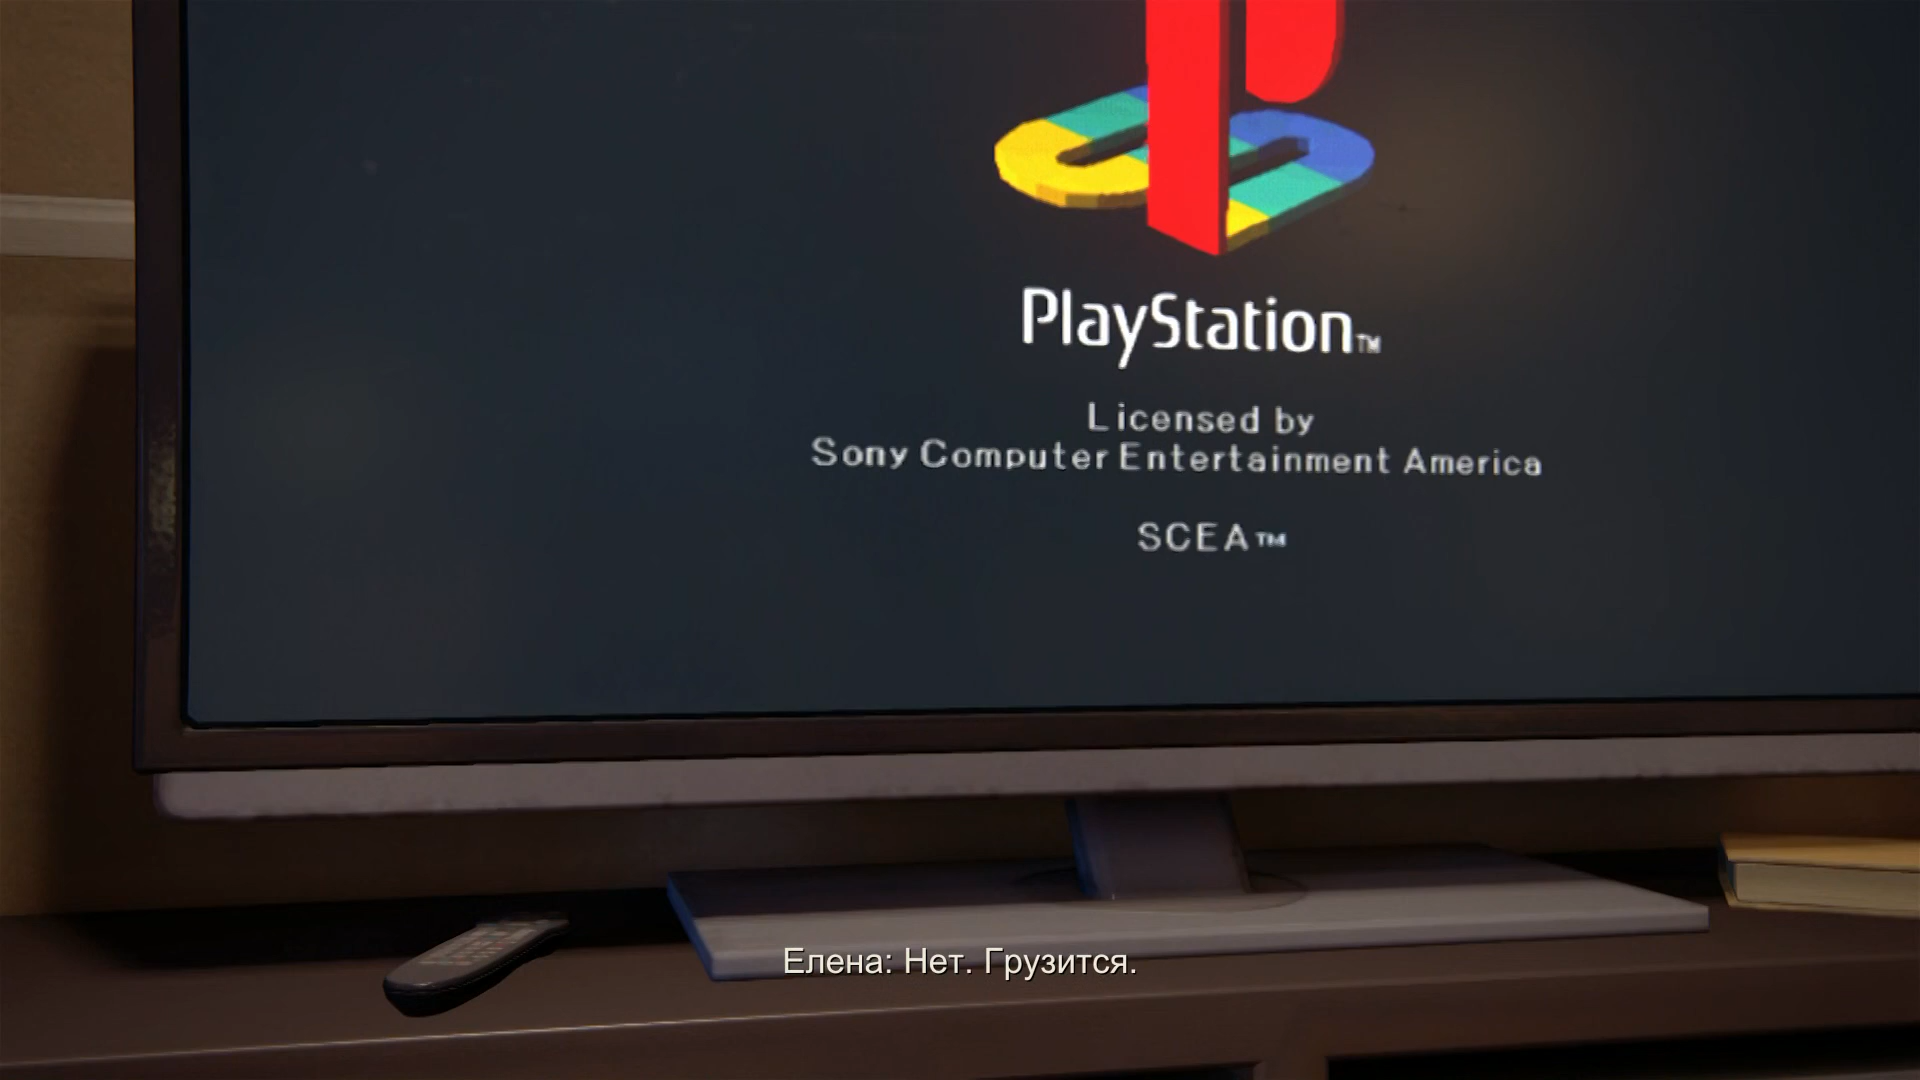 PlayStation™
Licensed by
Sony Computer Entertainment America
SCEA™
Елена: Нет. Грузится.